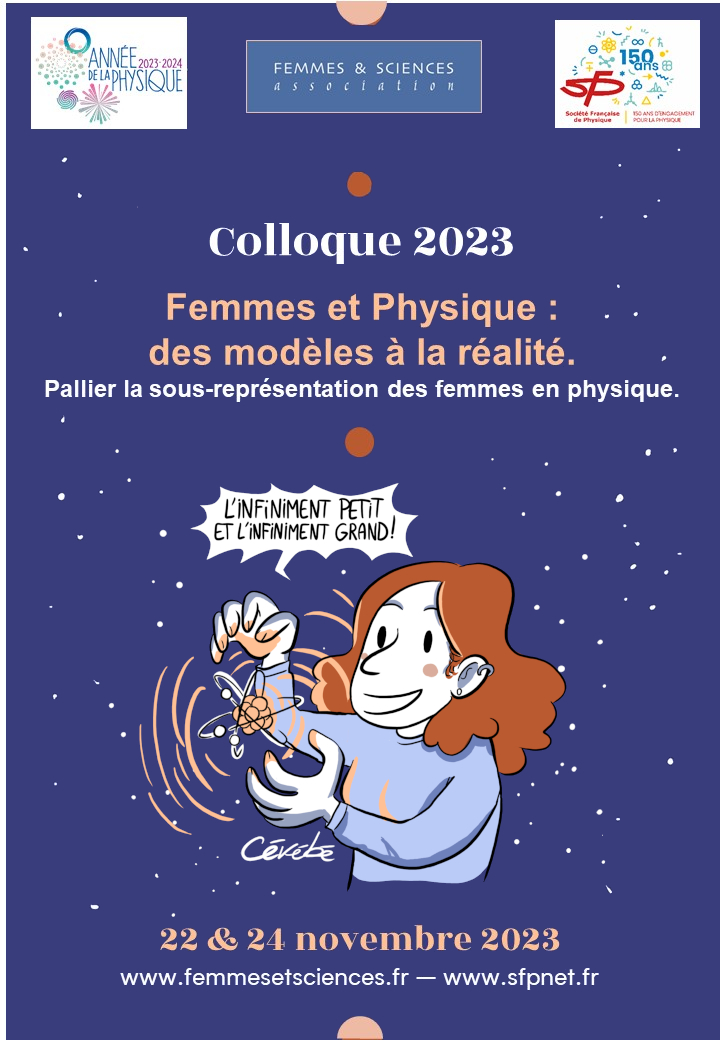 ANNÉE
2023·2024
DE LA PHYSIQUE
FEMMES & SCIENCES
association
150
ans
sfp
Société Française
de Physique
150 ANS D'ENGAGEMENT
POUR LA PHYSIQUE
Colloque 2023
Femmes et Physique :
des modèles à la réalité.
Pallier la sous-représentation des femmes en physique.
L'INFINIMENT PETIT
ET L'INFINIMENT GRAND!
Cévébé
22 & 24 novembre 2023
www.femmesetsciences.fr — www.sfpnet.fr